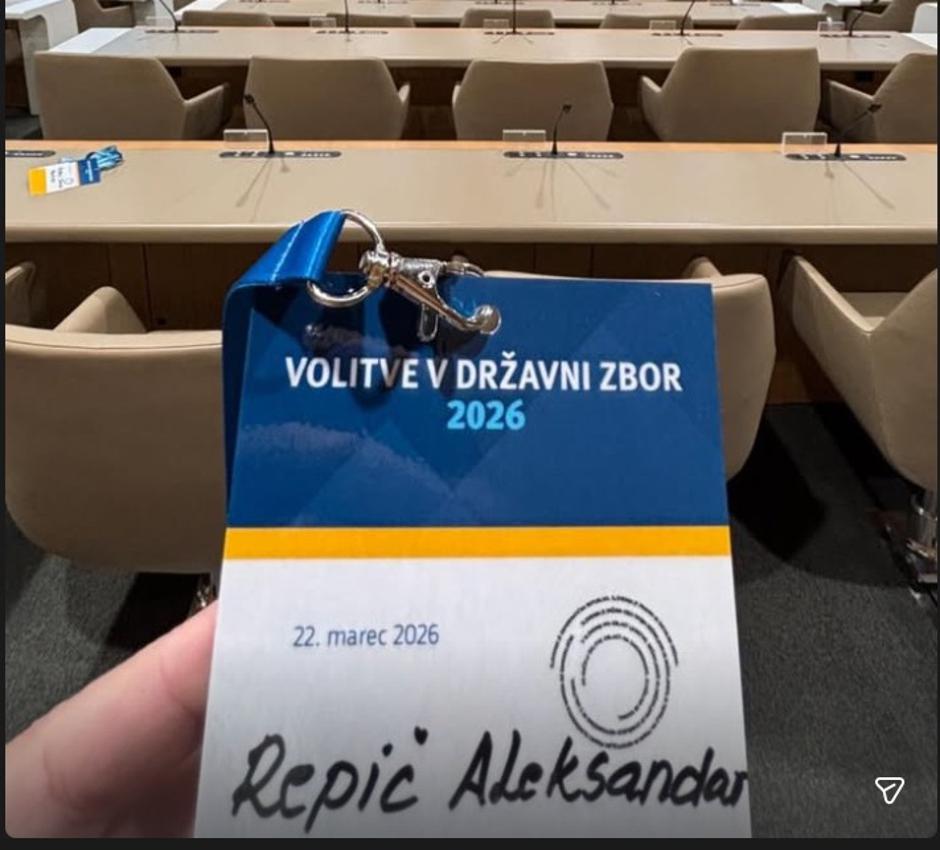 VOLITVE V DRŽAVNI ZBOR
2026
22. marec 2026
Repič Aleksandar